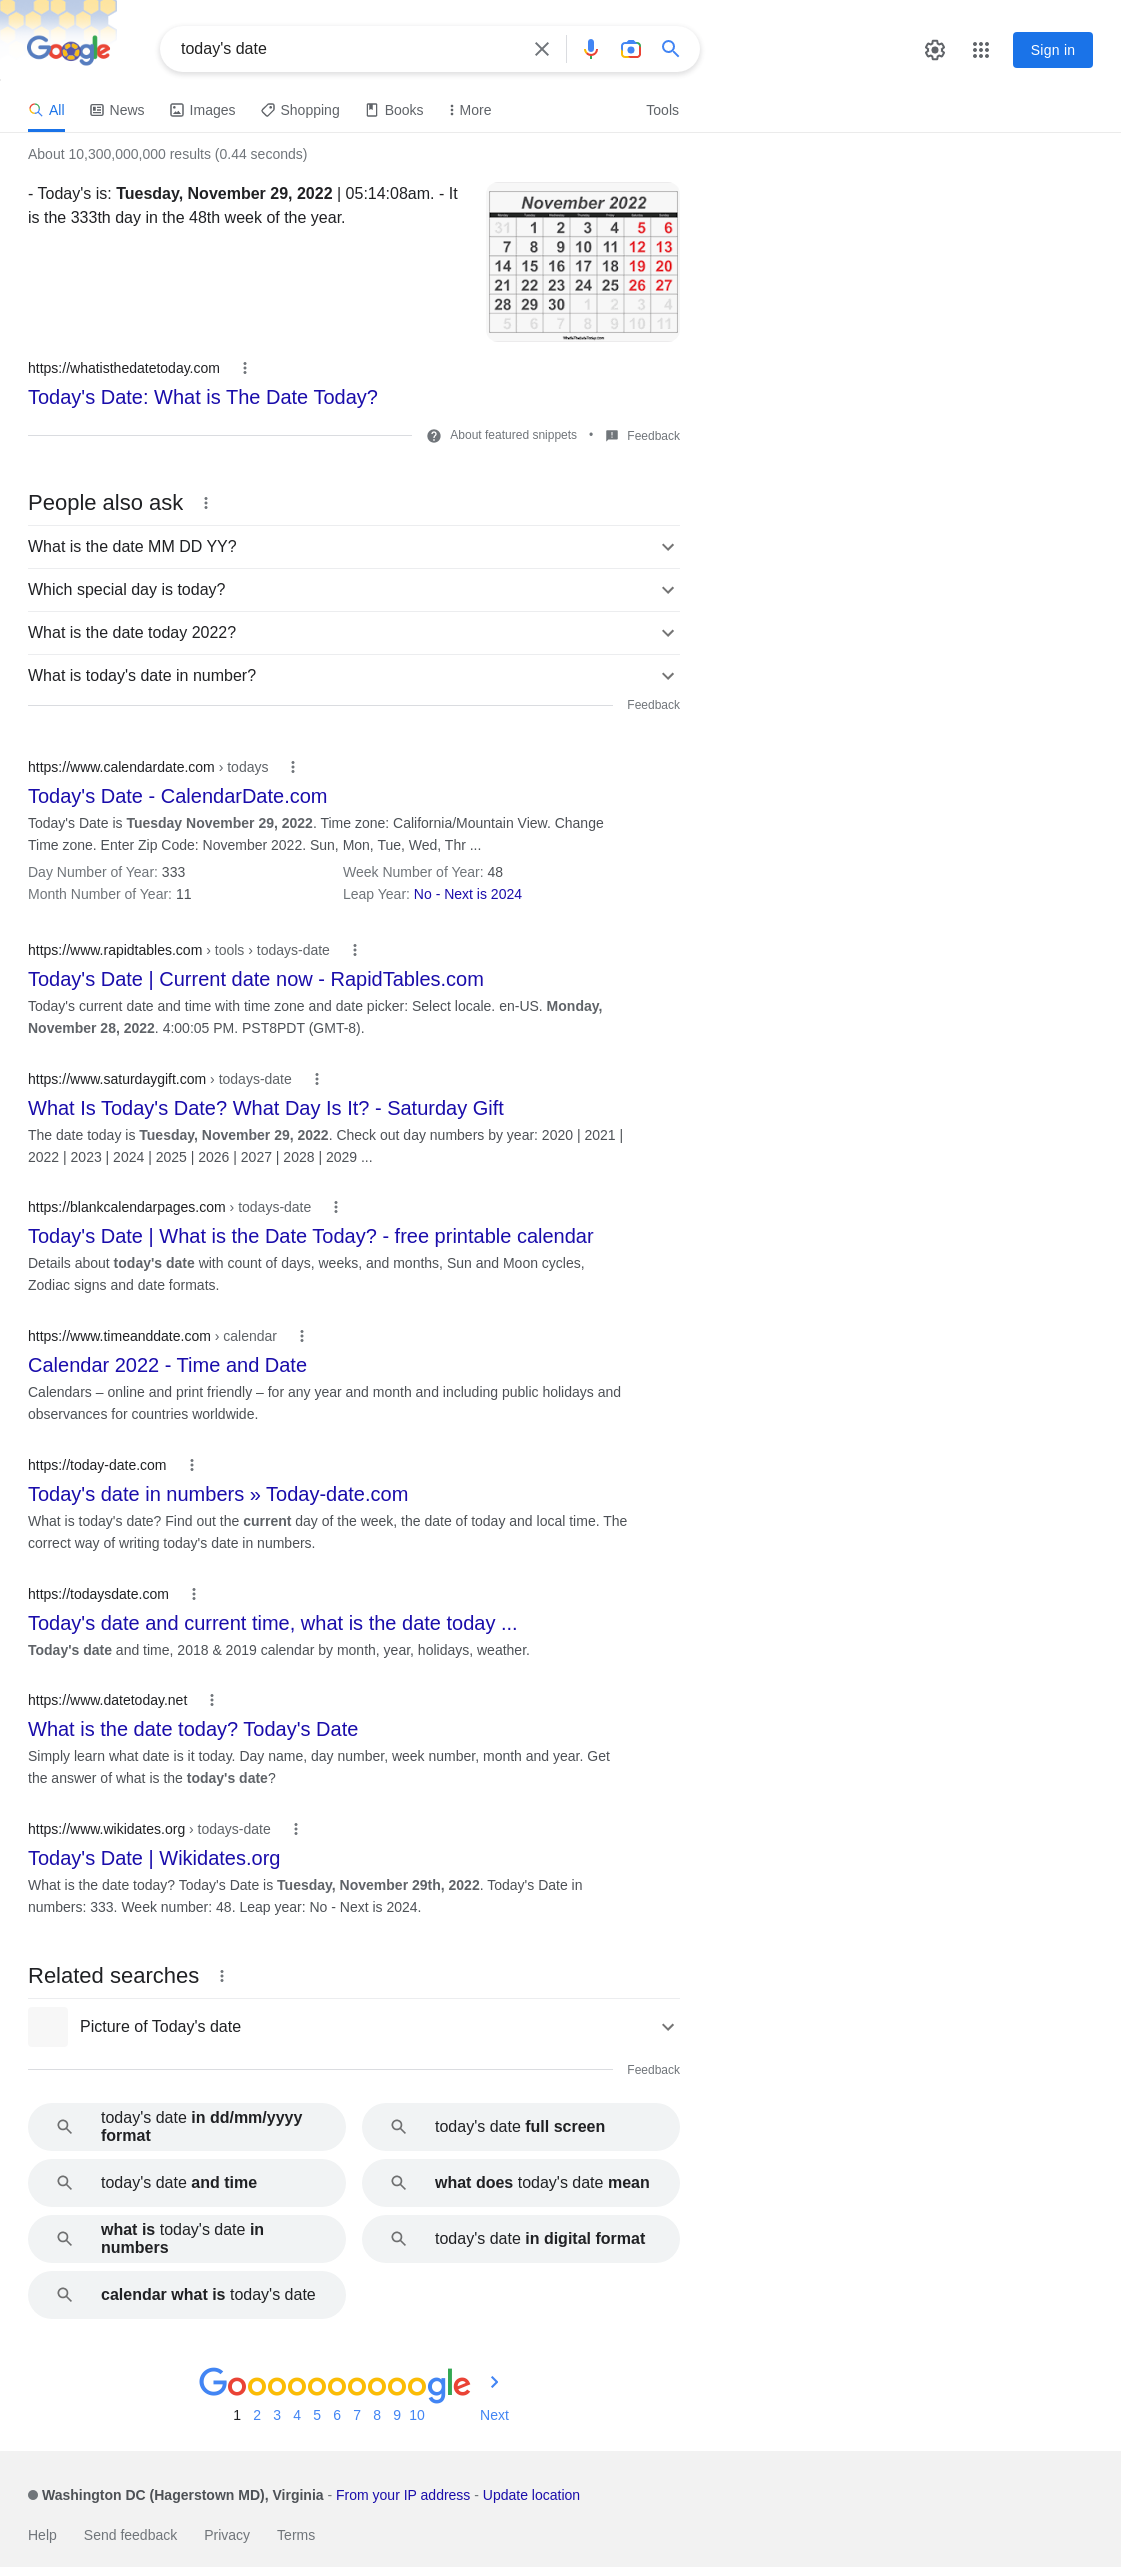 Google
today's date
Sign in
All News Images Shopping Books More Tools
About 10,300,000,000 results (0.44 seconds)
- Today's is: Tuesday, November 29, 2022 | 05:14:08am. - It
is the 333th day in the 48th week of the year.
November 2022
Monday Tuesday Wednesday Thursday Friday Saturday Sunday
31 1 2 3 4 5 6
7 8 9 10 11 12 13
14 15 16 17 18 19 20
21 22 23 24 25 26 27
28 29 30 1 2 3 4
5 6 7 8 9 10 11
WhatIsTheDateToday.com
https://whatisthedatetoday.com
Today's Date: What is The Date Today?
About featured snippets • Feedback
People also ask
What is the date MM DD YY?
Which special day is today?
What is the date today 2022?
What is today's date in number?
Feedback
https://www.calendardate.com › todays
Today's Date - CalendarDate.com
Today's Date is Tuesday November 29, 2022. Time zone: California/Mountain View. Change
Time zone. Enter Zip Code: November 2022. Sun, Mon, Tue, Wed, Thr ...
Day Number of Year: 333 Week Number of Year: 48
Month Number of Year: 11 Leap Year: No - Next is 2024
https://www.rapidtables.com › tools › todays-date
Today's Date | Current date now - RapidTables.com
Today's current date and time with time zone and date picker: Select locale. en-US. Monday,
November 28, 2022. 4:00:05 PM. PST8PDT (GMT-8).
https://www.saturdaygift.com › todays-date
What Is Today's Date? What Day Is It? - Saturday Gift
The date today is Tuesday, November 29, 2022. Check out day numbers by year: 2020 | 2021 |
2022 | 2023 | 2024 | 2025 | 2026 | 2027 | 2028 | 2029 ...
https://blankcalendarpages.com › todays-date
Today's Date | What is the Date Today? - free printable calendar
Details about today's date with count of days, weeks, and months, Sun and Moon cycles,
Zodiac signs and date formats.
https://www.timeanddate.com › calendar
Calendar 2022 - Time and Date
Calendars – online and print friendly – for any year and month and including public holidays and
observances for countries worldwide.
https://today-date.com
Today's date in numbers » Today-date.com
What is today's date? Find out the current day of the week, the date of today and local time. The
correct way of writing today's date in numbers.
https://todaysdate.com
Today's date and current time, what is the date today ...
Today's date and time, 2018 & 2019 calendar by month, year, holidays, weather.
https://www.datetoday.net
What is the date today? Today's Date
Simply learn what date is it today. Day name, day number, week number, month and year. Get
the answer of what is the today's date?
https://www.wikidates.org › todays-date
Today's Date | Wikidates.org
What is the date today? Today's Date is Tuesday, November 29th, 2022. Today's Date in
numbers: 333. Week number: 48. Leap year: No - Next is 2024.
Related searches
Picture of Today's date
Feedback
today's date in dd/mm/yyyy
format
today's date full screen
today's date and time
what does today's date mean
what is today's date in
numbers
today's date in digital format
calendar what is today's date
Goooooooooogle
1 2 3 4 5 6 7 8 9 10 Next
Washington DC (Hagerstown MD), Virginia - From your IP address - Update location
Help Send feedback Privacy Terms